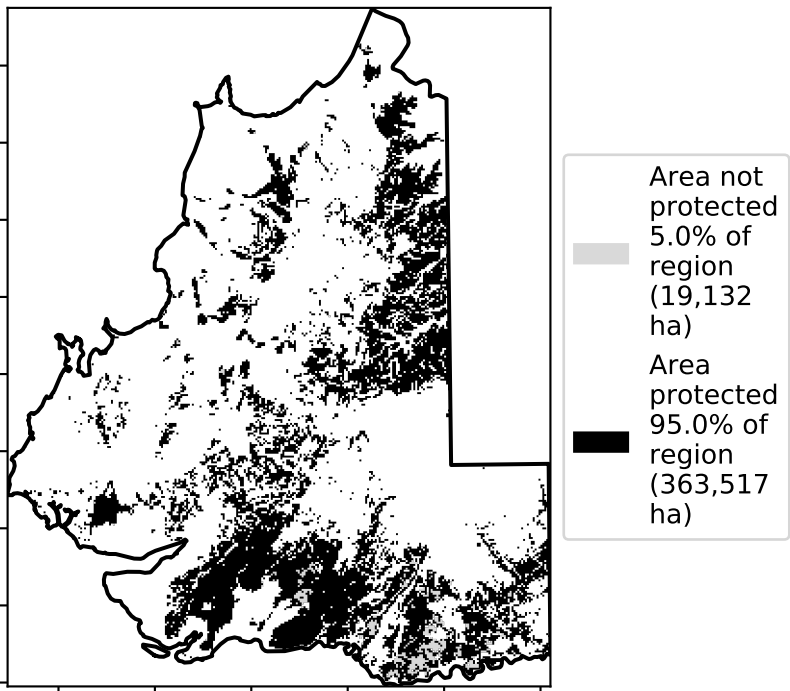 Area not
protected
5.0% of
region
(19,132
ha)
Area
protected
95.0% of
region
(363,517
ha)